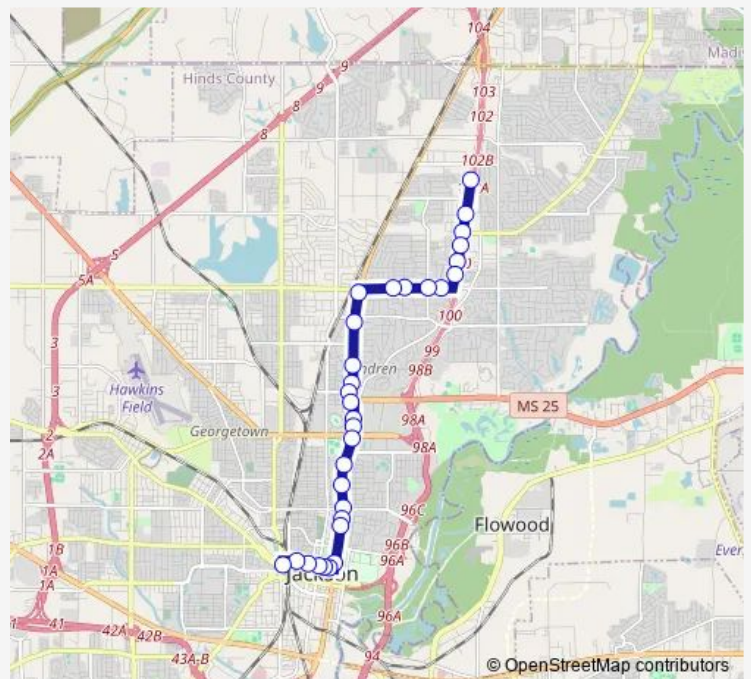 104
Madi
9
Hinds County
9
103
8
102
8
102B
A
S
5A
100
3
99
ndren
98B
Hawkins
Field
3
MS 25
98A
2
Georgetown
98A
2A
96C
Flowood
1B
96B
Ever
1A
96A
Jackson
1A
96A
41
42A
42B
43A-B
94
© OpenStreetMap contributors